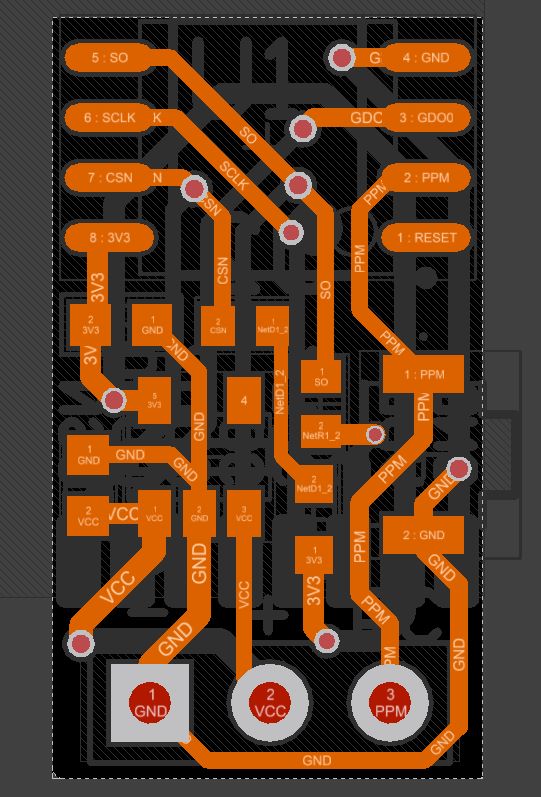 5 : SO
G
4 : GND
6 : SCLK
K
SO
GDO
3 : GDO0
7 : CSN
N
SCLK
PPM
2 : PPM
SN
8 : 3V3
1 : RESET
PPM
CSN
3V3
SO
2
3V3
1
GND
2
CSN
1
NetD1_2
ND
PPM
3V
1 : PPM
1
SO
5
3V3
4
NetD1_2
PPM
GND
2
NetR1_2
1
GND
GND
GND
PPM
GND
2
NetD1_2
2
VCC
VCC
1
VCC
2
GND
3
VCC
2 : GND
PPM
1
3V3
GND
GND
VCC
VCC
3V3
PPM
GND
GND
PM
1
GND
2
VCC
3
PPM
GND
GND